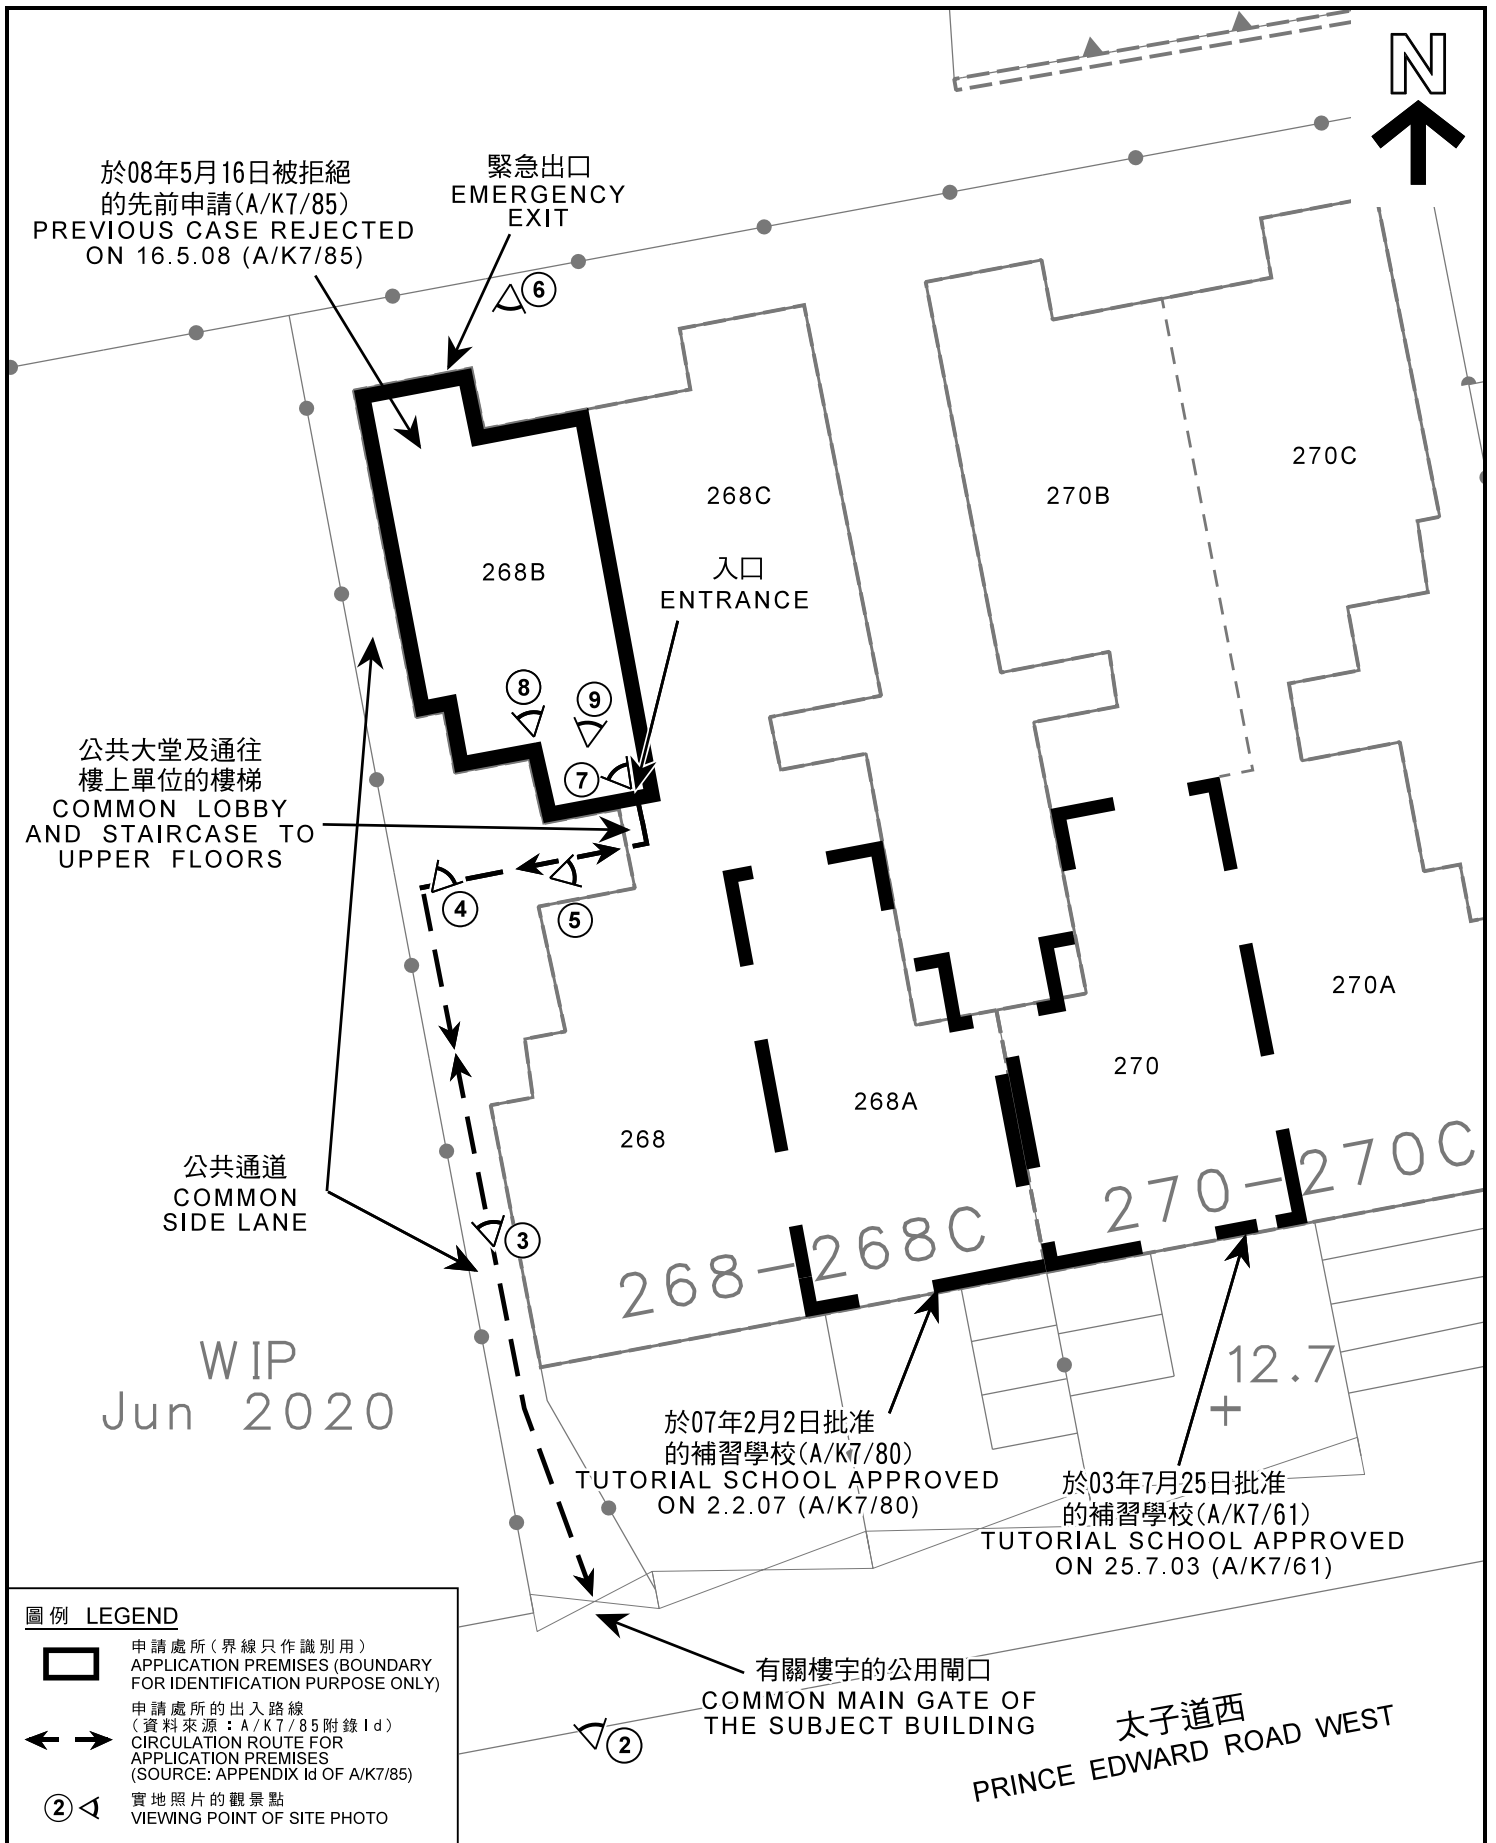 N
於08年5月16日被拒絕
的先前申請(A/K7/85)
PREVIOUS CASE REJECTED
ON 16.5.08 (A/K7/85)
緊急出口
EMERGENCY
EXIT
6
268B
268C
270B
270C
入口
ENTRANCE
8
9
7
公共大堂及通往
樓上單位的樓梯
COMMON LOBBY
AND STAIRCASE TO
UPPER FLOORS
4
5
270A
270
268A
268
公共通道
COMMON
SIDE LANE
3
268-268C
270-270C
WIP
Jun 2020
12.7
於07年2月2日批准
的補習學校(A/K7/80)
TUTORIAL SCHOOL APPROVED
ON 2.2.07 (A/K7/80)
於03年7月25日批准
的補習學校(A/K7/61)
TUTORIAL SCHOOL APPROVED
ON 25.7.03 (A/K7/61)
有關樓宇的公用閘口
COMMON MAIN GATE OF
THE SUBJECT BUILDING
2
太子道西
PRINCE EDWARD ROAD WEST
圖例 LEGEND
申請處所(界線只作識別用)
APPLICATION PREMISES (BOUNDARY
FOR IDENTIFICATION PURPOSE ONLY)
申請處所的出入路線
(資料來源：A/K7/85附錄Id)
CIRCULATION ROUTE FOR
APPLICATION PREMISES
(SOURCE: APPENDIX Id OF A/K7/85)
2
實地照片的觀景點
VIEWING POINT OF SITE PHOTO